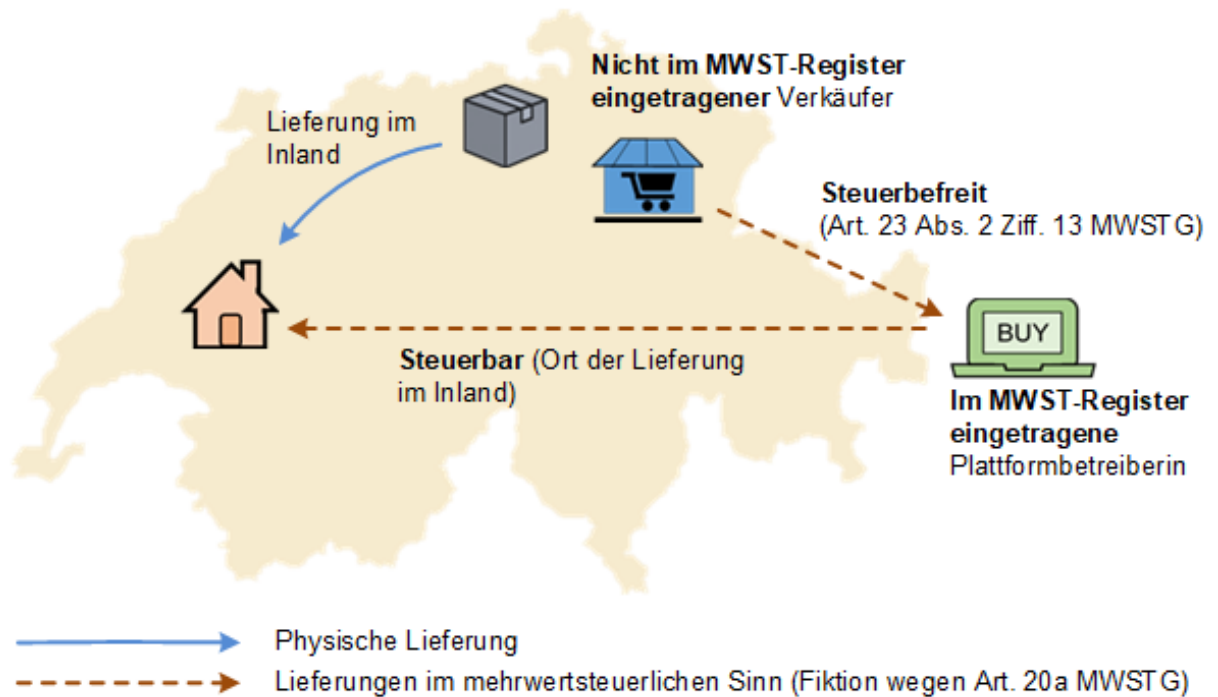 Nicht im MWST-Register
eingetragener Verkäufer
Lieferung im
Inland
Steuerbefreit
(Art. 23 Abs. 2 Ziff. 13 MWSTG)
BUY
Steuerbar (Ort der Lieferung
im Inland)
Im MWST-Register
eingetragene
Plattformbetreiberin
Physische Lieferung
Lieferungen im mehrwertsteuerlichen Sinn (Fiktion wegen Art. 20a MWSTG)